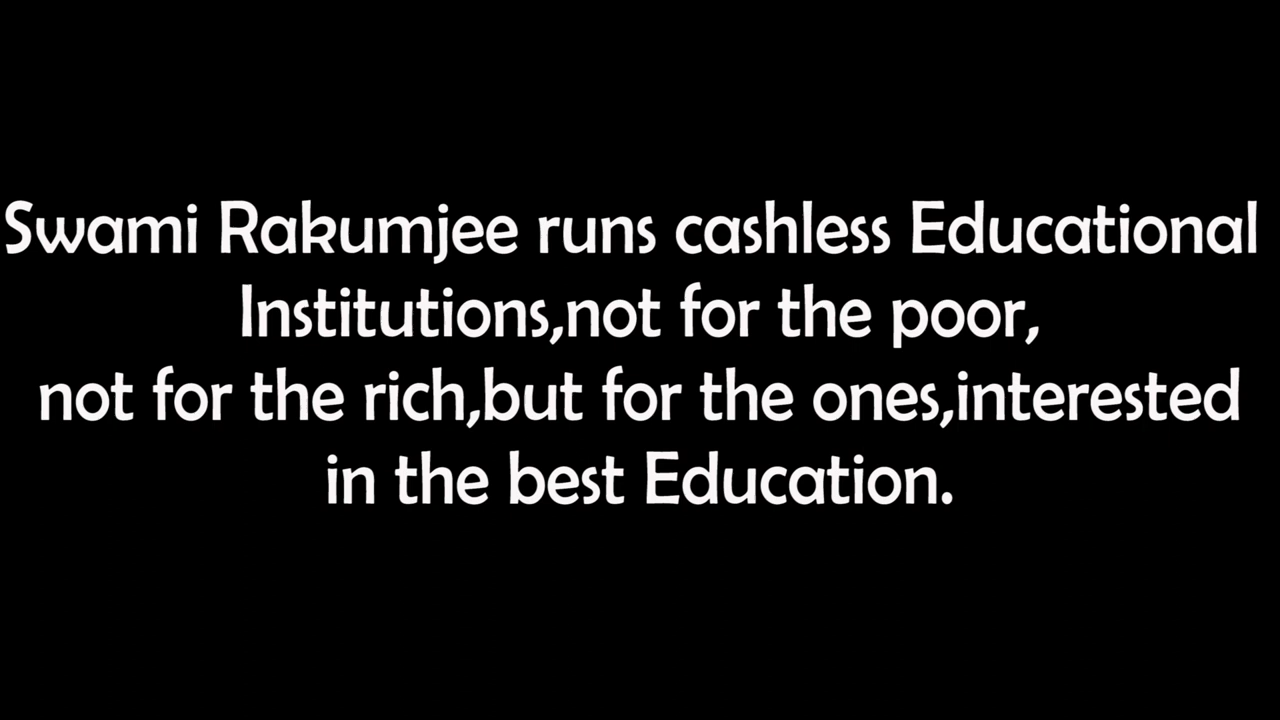 Swami Rakumjee runs cashless Educational
Institutions,not for the poor,
not for the rich,but for the ones,interested
in the best Education.